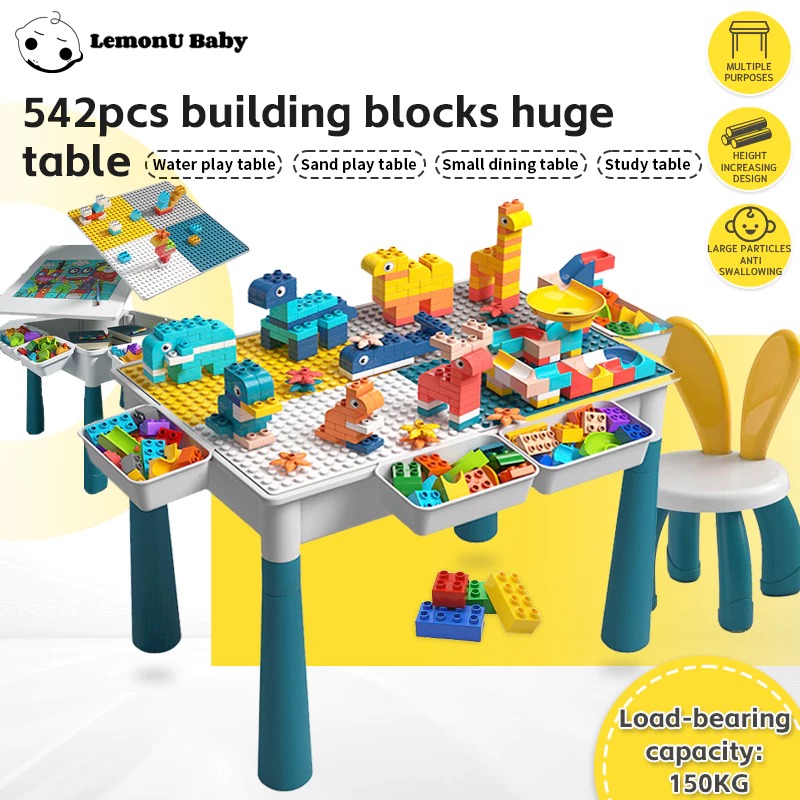 LemonU Baby
542pcs building blocks huge
table
Water play table
Sand play table
Small dining table
Study table
MULTIPLE
PURPOSES
HEIGHT
INCREASING
DESIGN
LARGE PARTICLES
ANTI
SWALLOWING
Load-bearing
capacity:
150KG